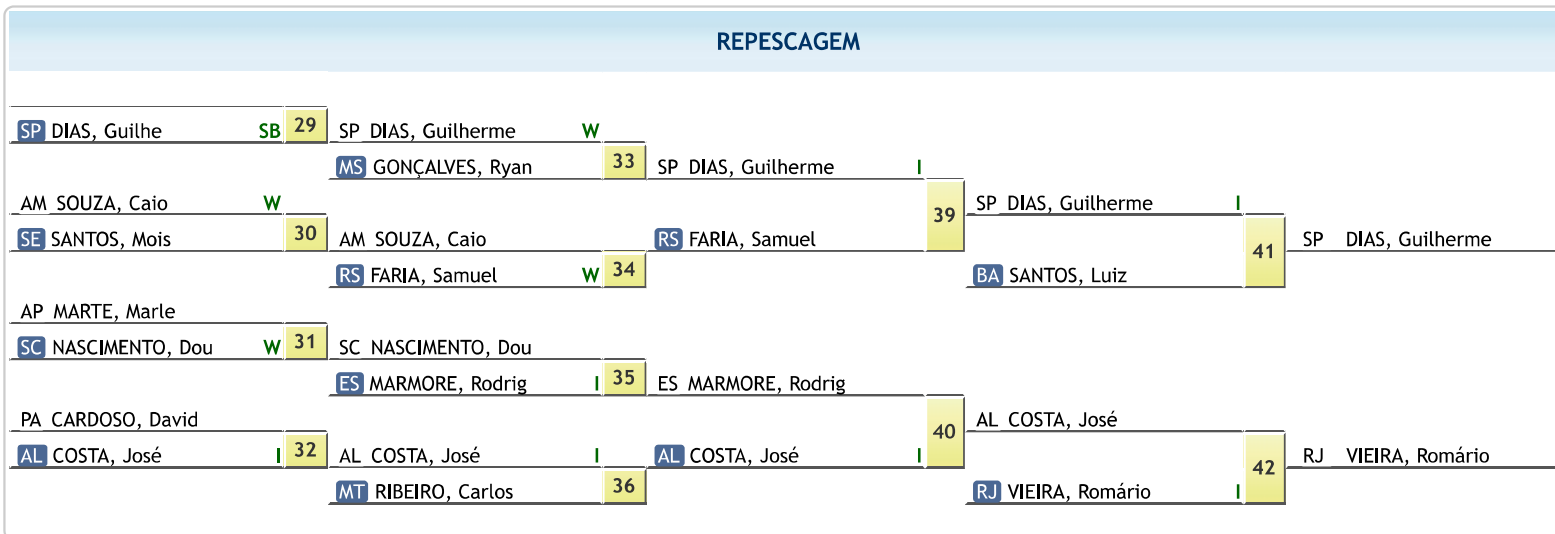 REPESCAGEM
SP DIAS, Guilhe SB 29 SP DIAS, Guilherme W
MS GONÇALVES, Ryan 33 SP DIAS, Guilherme I
AM SOUZA, Caio W 39 SP DIAS, Guilherme I
SE SANTOS, Mois 30 AM SOUZA, Caio RS FARIA, Samuel 41 SP DIAS, Guilherme
RS FARIA, Samuel W 34 BA SANTOS, Luiz
AP MARTE, Marle
SC NASCIMENTO, Dou W 31 SC NASCIMENTO, Dou
ES MARMORE, Rodrig I 35 ES MARMORE, Rodrig
PA CARDOSO, David 40 AL COSTA, José
AL COSTA, José I 32 AL COSTA, José I AL COSTA, José I 42 RJ VIEIRA, Romário
MT RIBEIRO, Carlos 36 RJ VIEIRA, Romário I